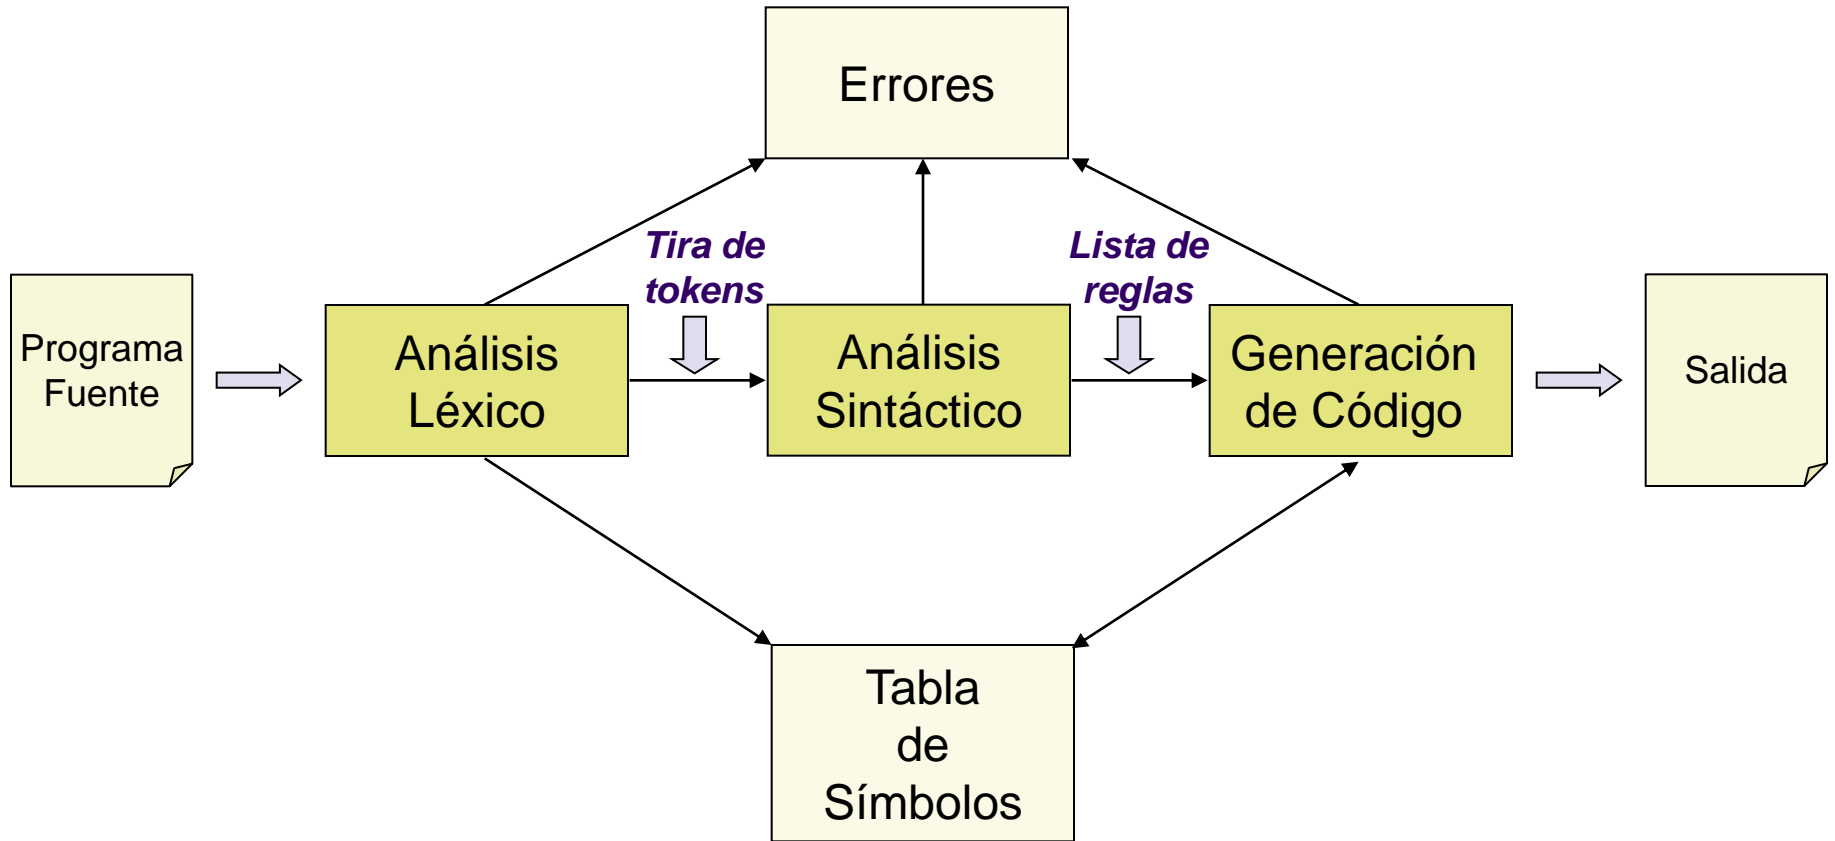 Errores
Tira de
tokens
Lista de
reglas
Programa
Fuente
Análisis
Léxico
Análisis
Sintáctico
Generación
de Código
Salida
Tabla
de
Símbolos